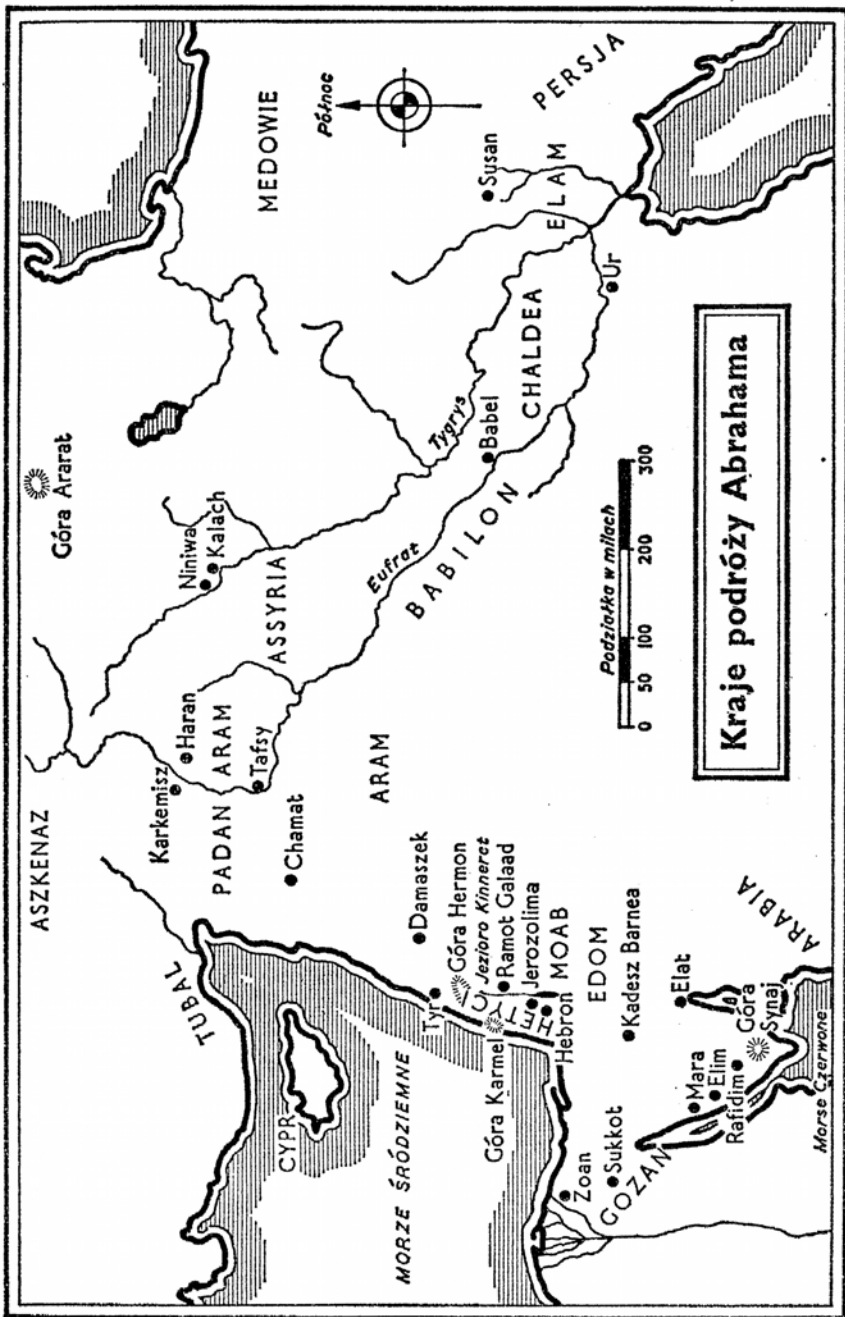 ASZKENAZ
Góra Ararat
TUBAL
Karkemisz
Haran
Niniwa
Kalach
MEDOWIE
Północ
PADAN ARAM
Tafsy
ASSYRIA
CYPR
Chamat
ARAM
Eufrat
Tygrys
BABILON
Babel
CHALDEA
Susan
ELAM
PERSJA
Ur
MORZE ŚRÓDZIEMNE
Damaszek
Tyr
Góra Hermon
Jezioro Kinneret
Góra Karmel
Ramot Galaad
HETYCI
Jerozolima
Hebron
MOAB
EDOM
Kadesz Barnea
Zoan
Sukkot
GOZAN
Elat
Mara
Elim
Rafidim
Góra
Synaj
ARABIA
Morse Czerwone
Podziałka w milach
0 50 100 200 300
Kraje podróży Abrahama